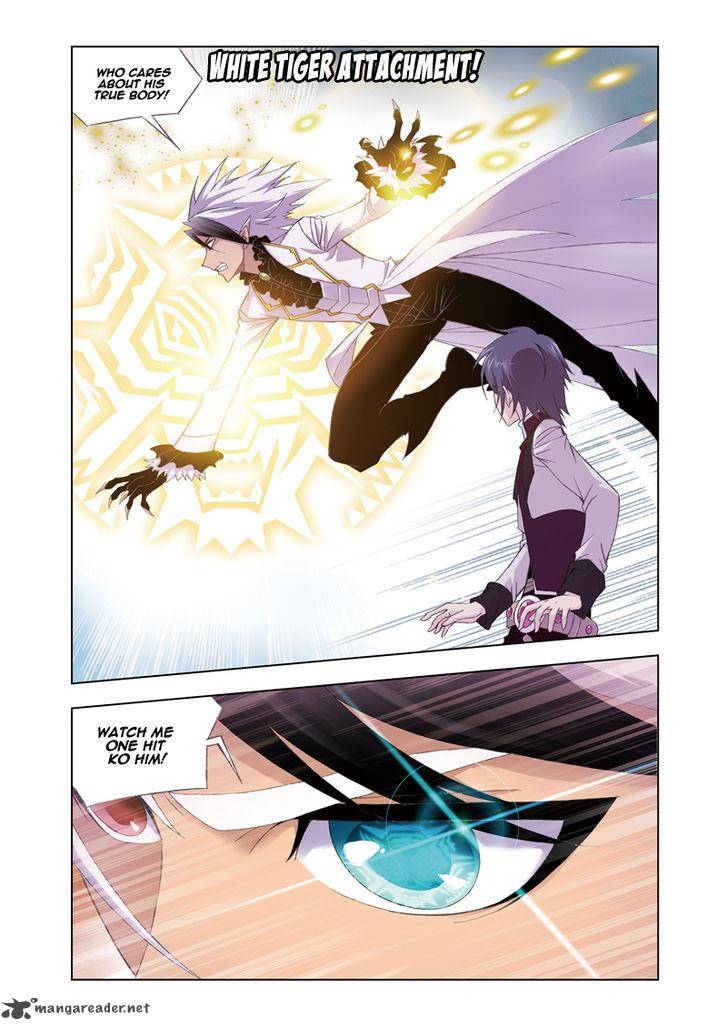 WHO CARES
ABOUT HIS
TRUE BODY!
WHITE TIGER ATTACHMENT!
WATCH ME
ONE HIT
KO HIM!
mangareader.net